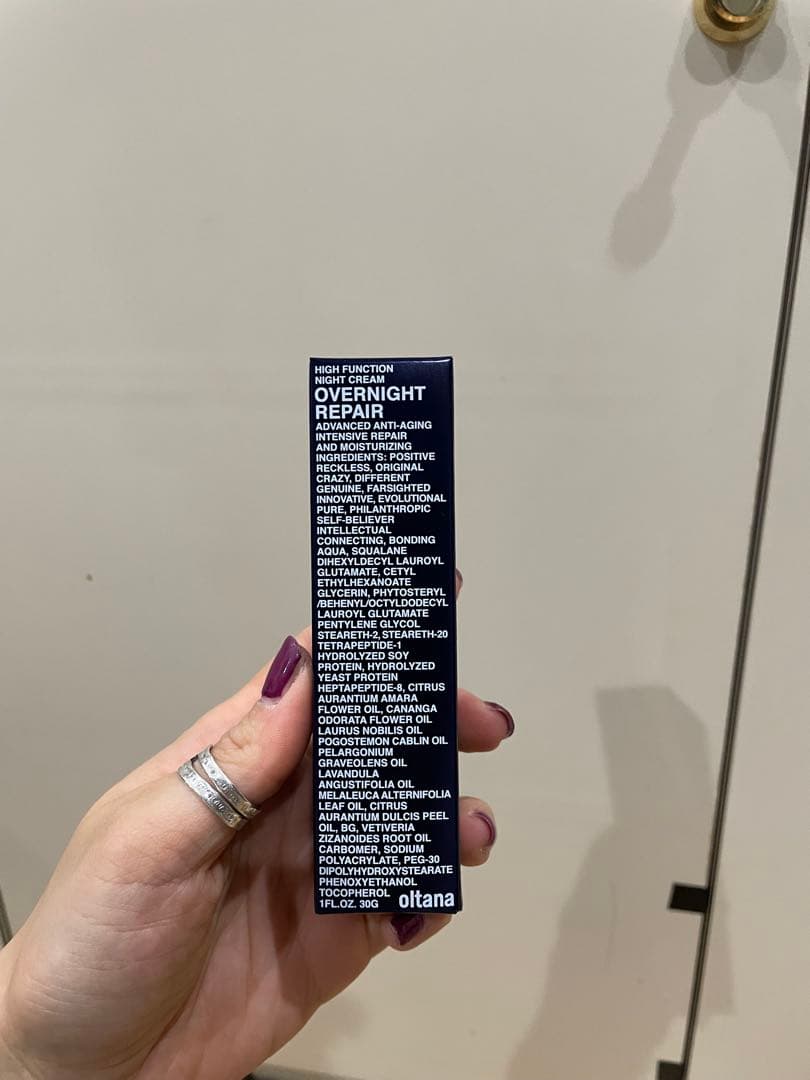 HIGH FUNCTION
NIGHT CREAM
OVERNIGHT
REPAIR
ADVANCED ANTI-AGING
INTENSIVE REPAIR
AND MOISTURIZING
INGREDIENTS: POSITIVE
RECKLESS, ORIGINAL
CRAZY, DIFFERENT
GENUINE, FARSIGHTED
INNOVATIVE, EVOLUTIONAL
PURE, PHILANTHROPIC
SELF-BELIEVER
INTELLECTUAL
CONNECTING, BONDING
AQUA, SQUALANE
DIHEXYLDECYL LAUROYL
GLUTAMATE, CETYL
ETHYLHEXANOATE
GLYCERIN, PHYTOSTERYL
/BEHENYL/OCTYLDODECYL
LAUROYL GLUTAMATE
PENTYLENE GLYCOL
STEARETH-2, STEARETH-20
TETRAPEPTIDE-1
HYDROLYZED SOY
PROTEIN, HYDROLYZED
YEAST PROTEIN
HEPTAPEPTIDE-8, CITRUS
AURANTIUM AMARA
FLOWER OIL, CANANGA
ODORATA FLOWER OIL
LAURUS NOBILIS OIL
POGOSTEMON CABLIN OIL
PELARGONIUM
GRAVEOLENS OIL
LAVANDULA
ANGUSTIFOLIA OIL
MELALEUCA ALTERNIFOLIA
LEAF OIL, CITRUS
AURANTIUM DULCIS PEEL
OIL, BG, VETIVERIA
ZIZANOIDES ROOT OIL
CARBOMER, SODIUM
POLYACRYLATE, PEG-30
DIPOLYHYDROXYSTEARATE
PHENOXYETHANOL
TOCOPHEROL
1FL.OZ. 30G oltana